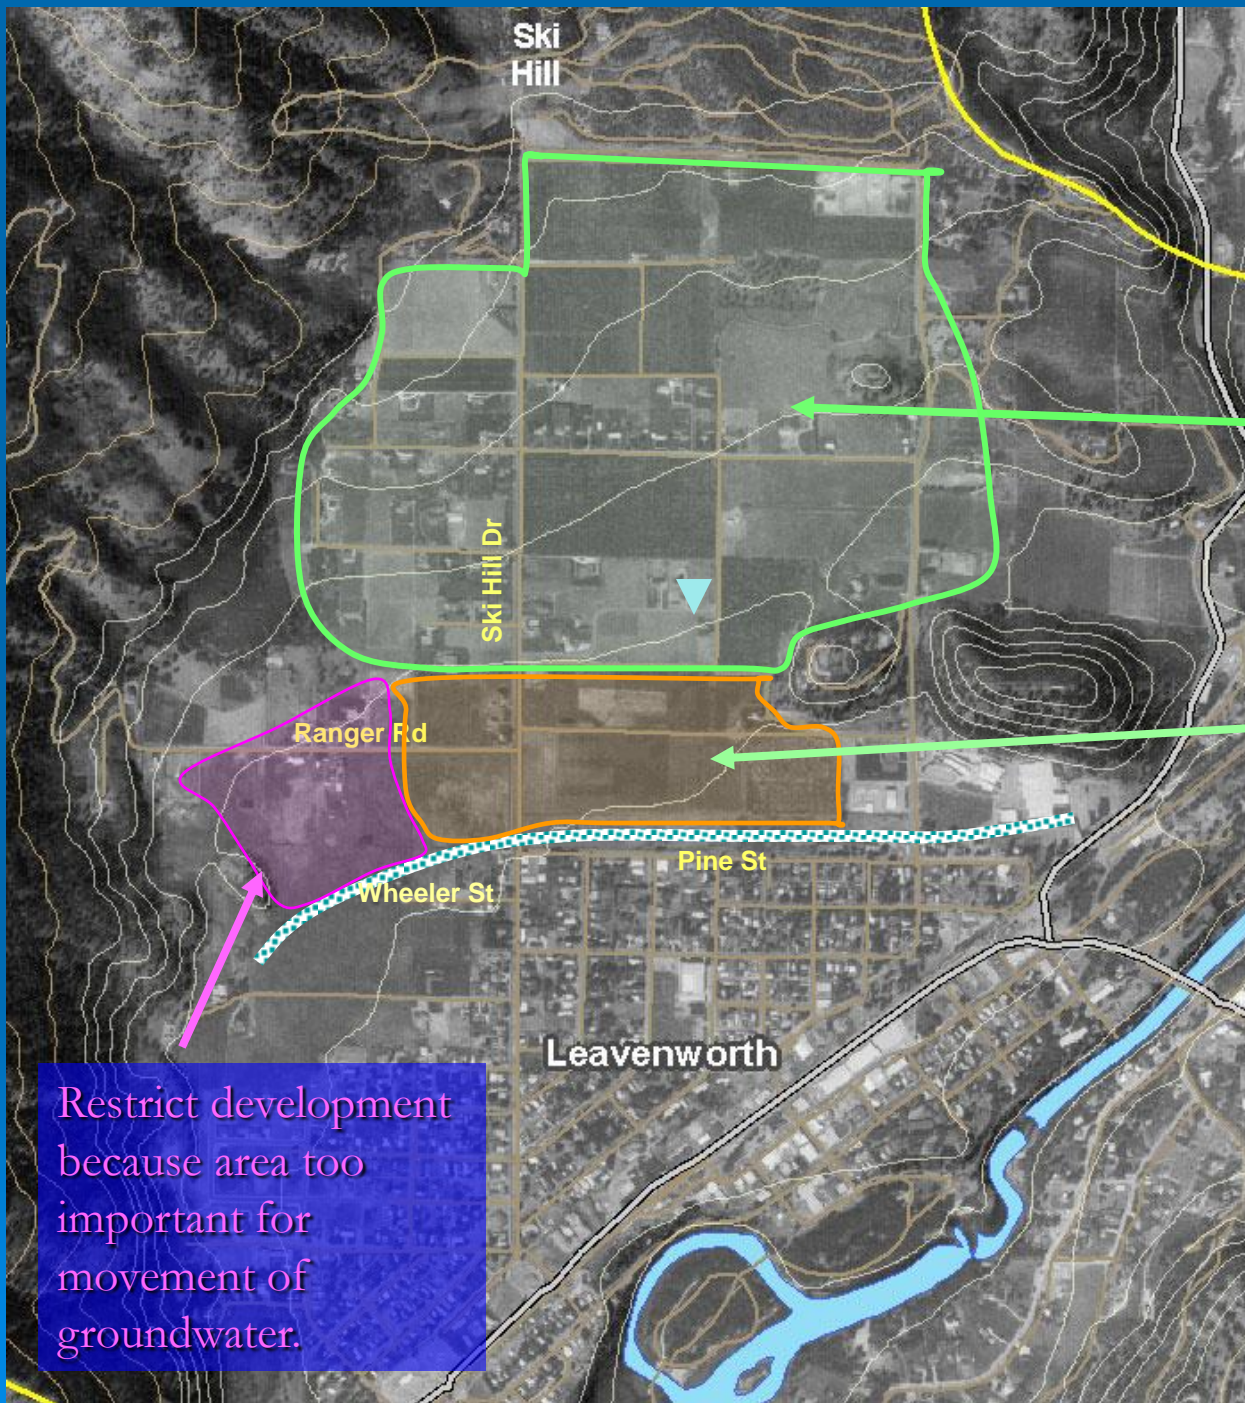 Ski
Hill
Ski Hill Dr
Ranger Rd
Pine St
Wheeler St
Leavenworth
Restrict development
because area too
important for
movement of
groundwater.